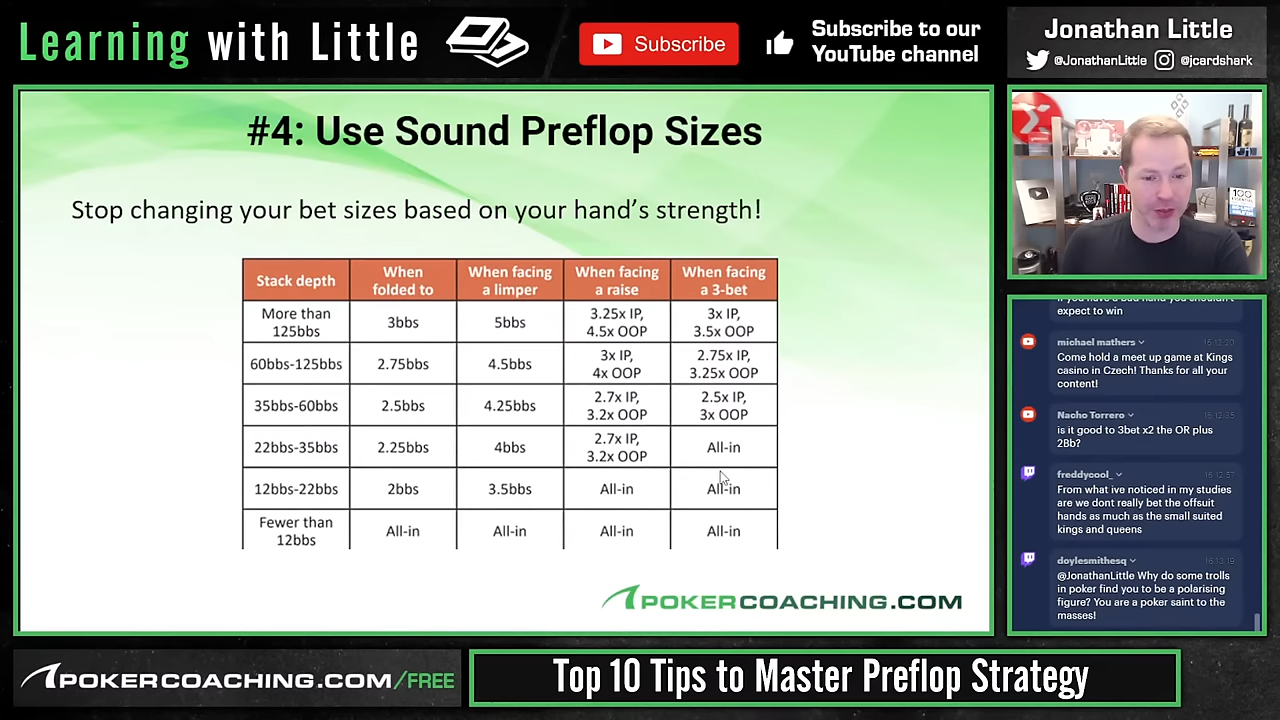 Learning with Little
Subscribe
Subscribe to our
YouTube channel
Jonathan Little
@JonathanLittle
@jcardshark
#4: Use Sound Preflop Sizes
Stop changing your bet sizes based on your hand's strength!
Stack depth
When
folded to
When facing
a limper
When facing
a raise
When facing
a 3-bet
More than
125bbs
3bbs
5bbs
3.25x IP,
4.5x OOP
3x IP,
3.5x OOP
60bbs-125bbs
2.75bbs
4.5bbs
3x IP,
4x OOP
2.75x IP,
3.25x OOP
35bbs-60bbs
2.5bbs
4.25bbs
2.7x IP,
3.2x OOP
2.5x IP,
3x OOP
22bbs-35bbs
2.25bbs
4bbs
2.7x IP,
3.2x OOP
All-in
12bbs-22bbs
2bbs
3.5bbs
All-in
All-in
Fewer than
12bbs
All-in
All-in
All-in
All-in
POKERCOACHING.COM
100
expect to win
michael mathers
16:12:20
Come hold a meet up game at Kings
casino in Czech! Thanks for all your
content!
Nacho Torrero
is it good to 3bet x2 the OR plus
2Bb?
freddycool_
From what ive noticed in my studies
are we dont really bet the offsuit
hands as much as the small suited
kings and queens
doylesmithesq
16:13:19
@JonathanLittle Why do some trolls
in poker find you to be a polarising
figure? You are a poker saint to the
masses!
POKERCOACHING.COM/FREE
Top 10 Tips to Master Preflop Strategy